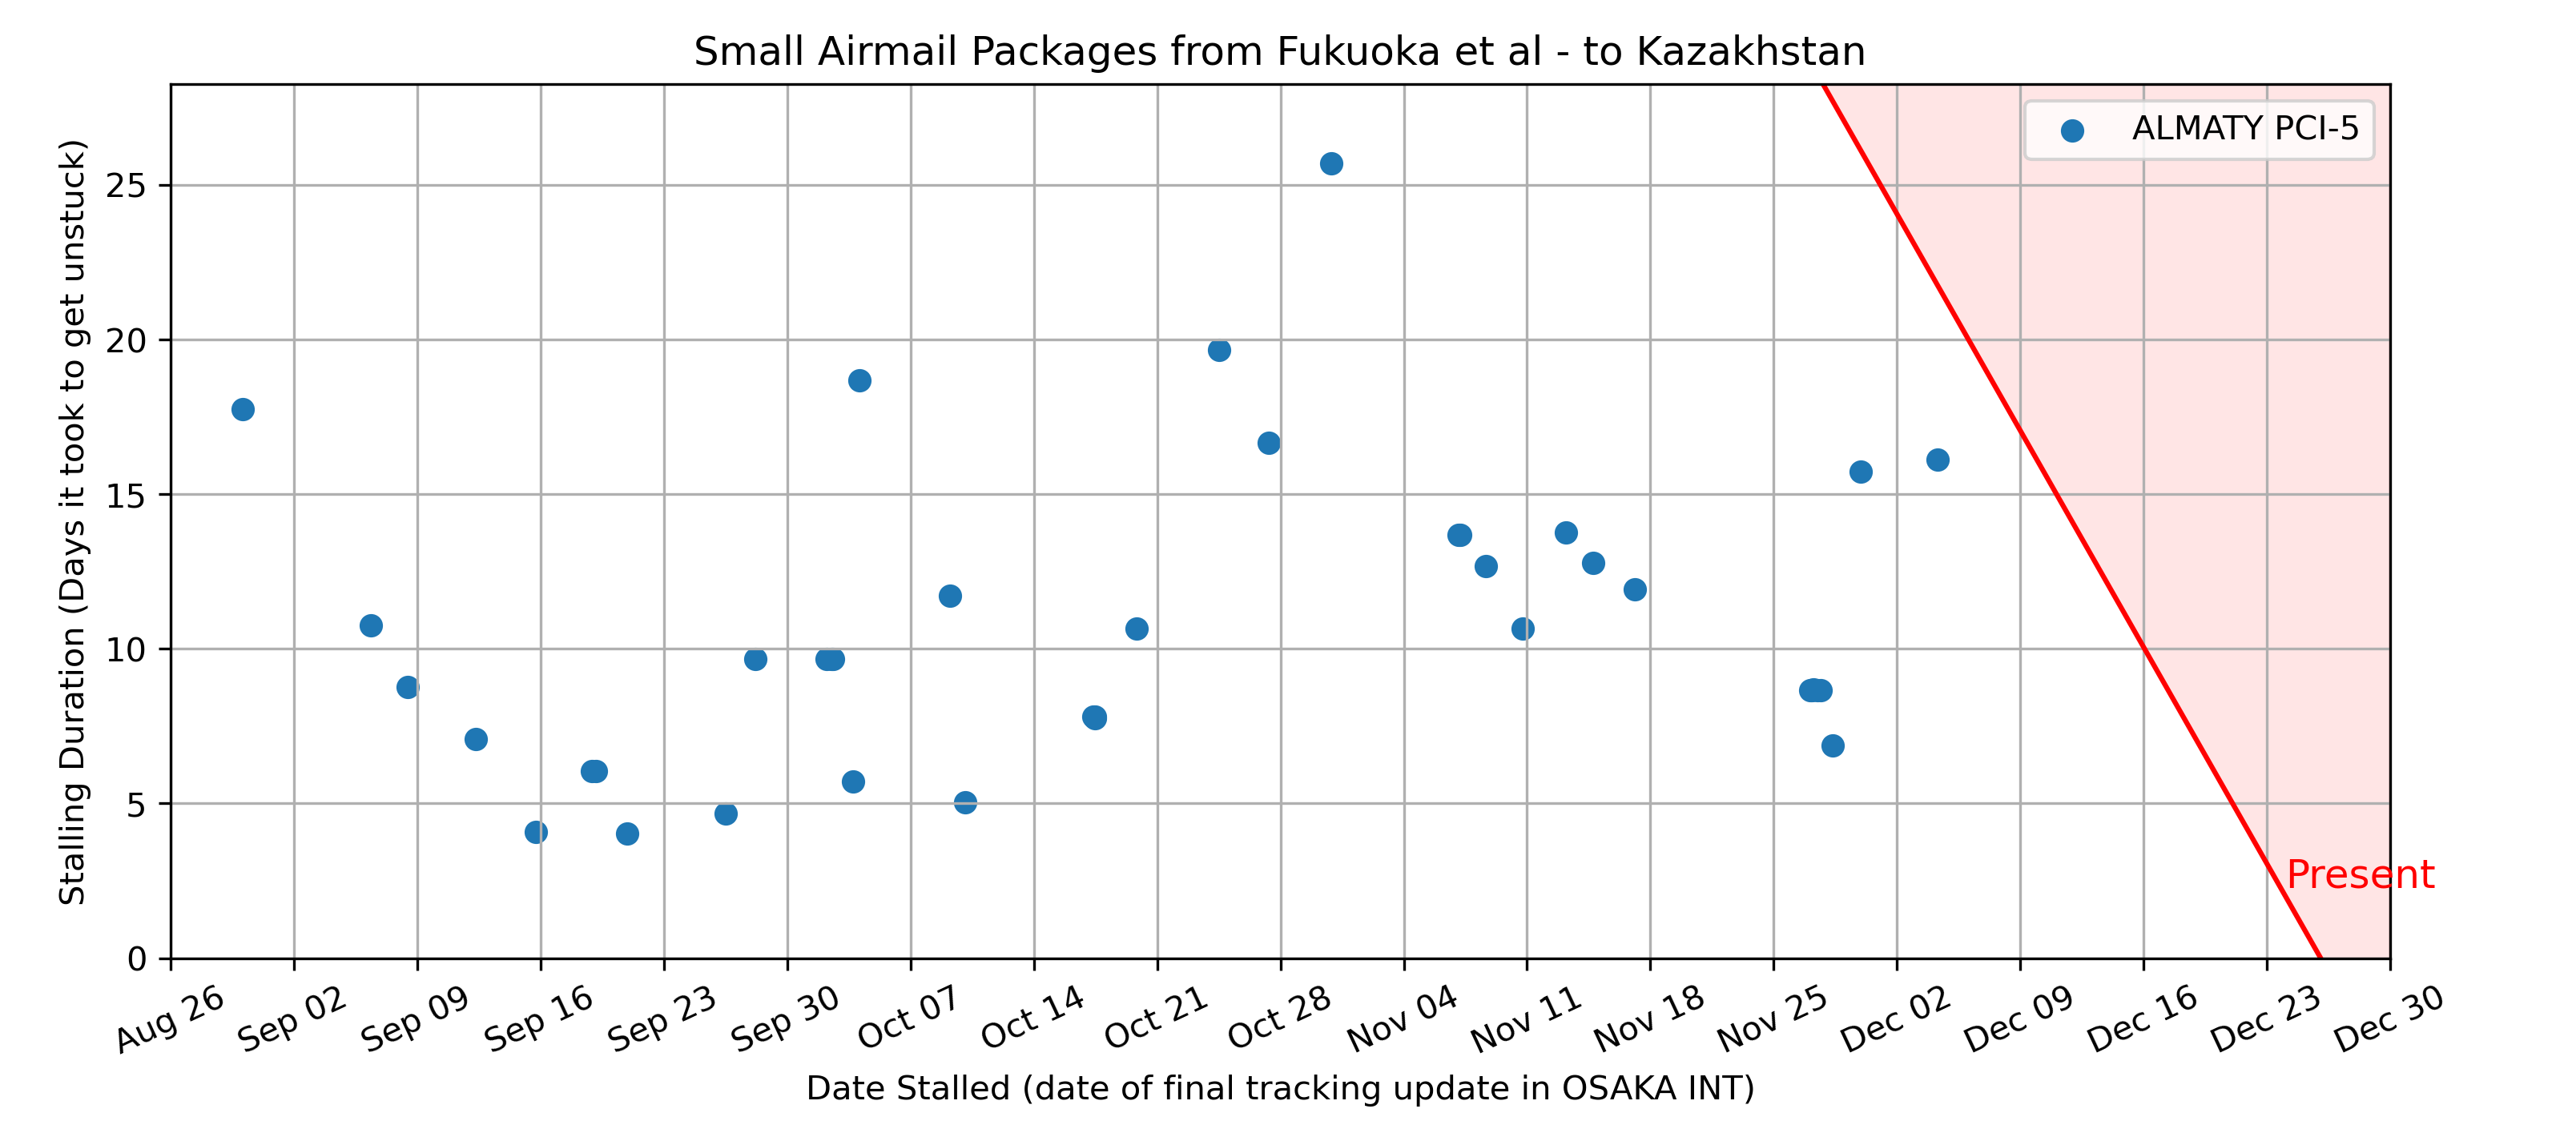 Small Airmail Packages from Fukuoka et al - to Kazakhstan
ALMATY PCI-5
Stalling Duration (Days it took to get unstuck)
25
20
15
10
5
0
Present
Aug 26
Sep 02
Sep 09
Sep 16
Sep 23
Sep 30
Oct 07
Oct 14
Oct 21
Oct 28
Nov 04
Nov 11
Nov 18
Nov 25
Dec 02
Dec 09
Dec 16
Dec 23
Dec 30
Date Stalled (date of final tracking update in OSAKA INT)